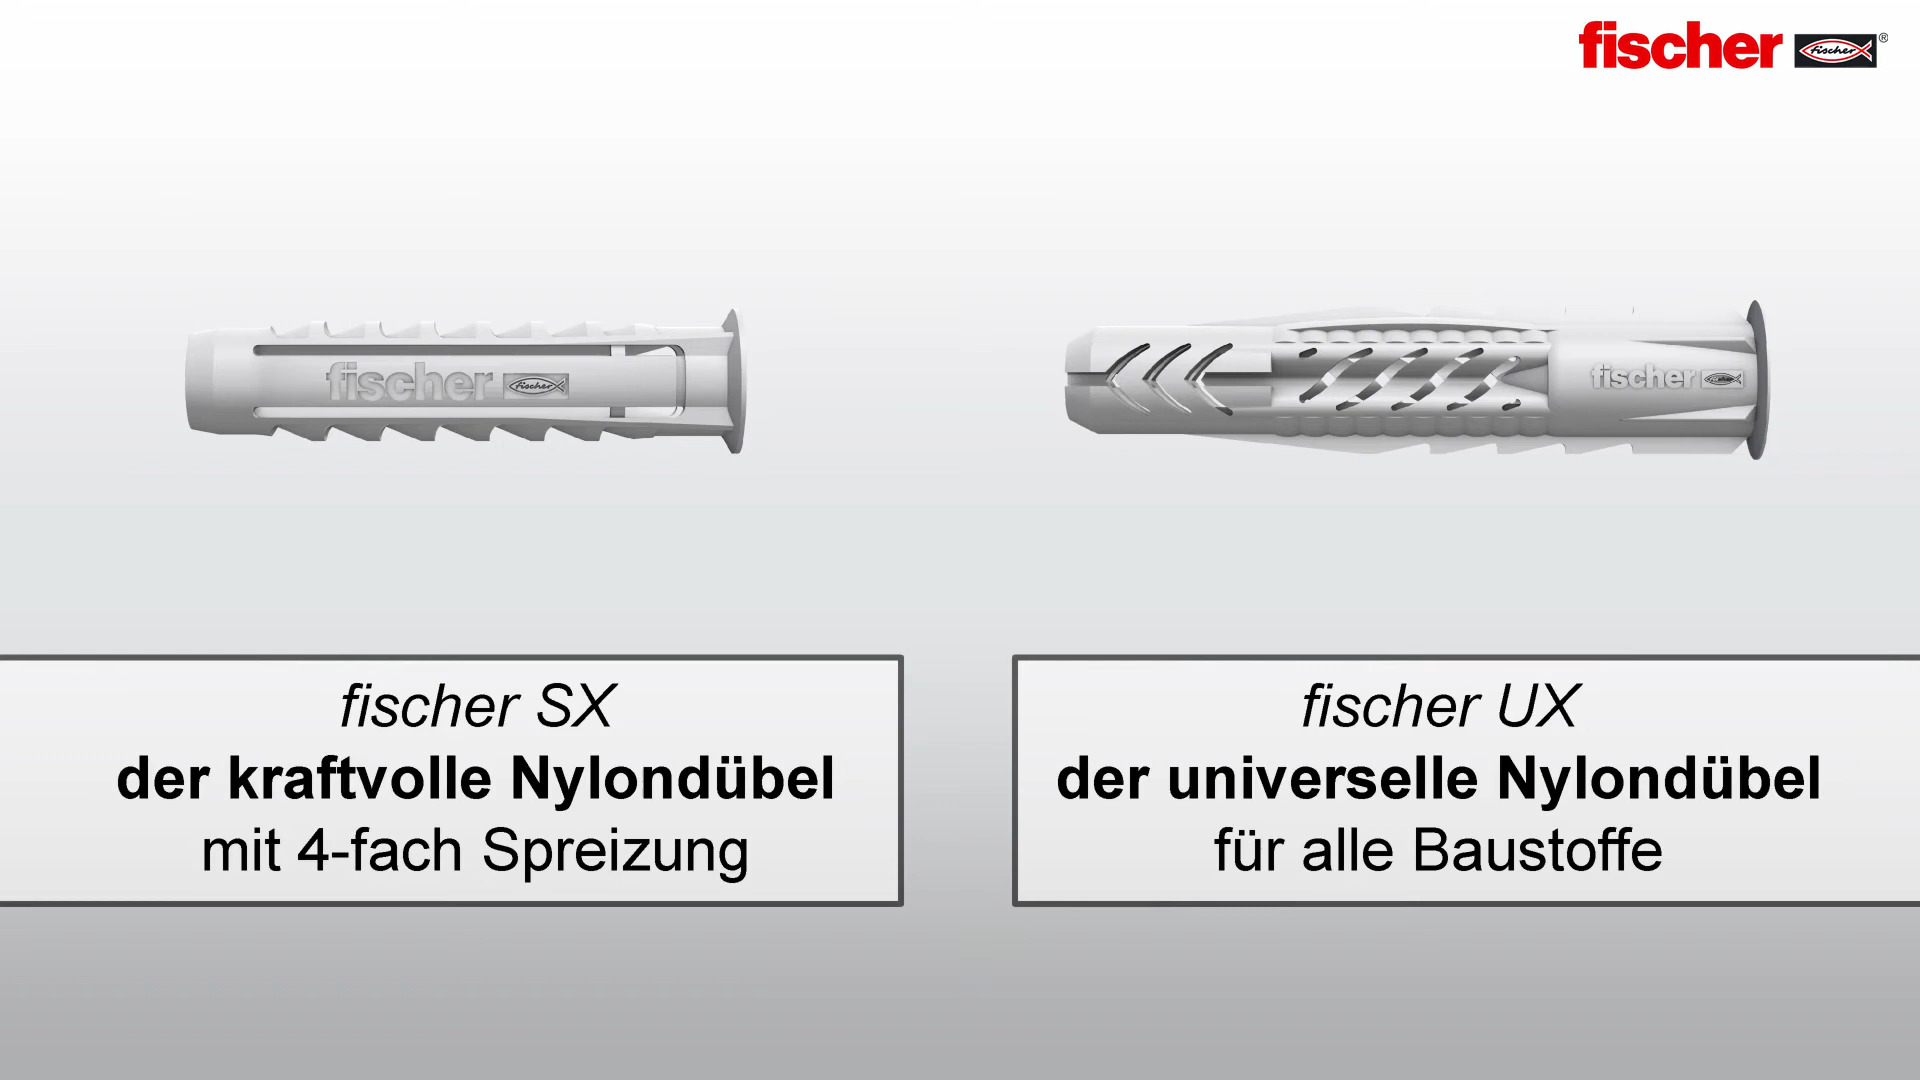 fischer fischer ®
fischer fischer
fischer
fischer SX
der kraftvolle Nylondübel
mit 4-fach Spreizung
fischer UX
der universelle Nylondübel
für alle Baustoffe